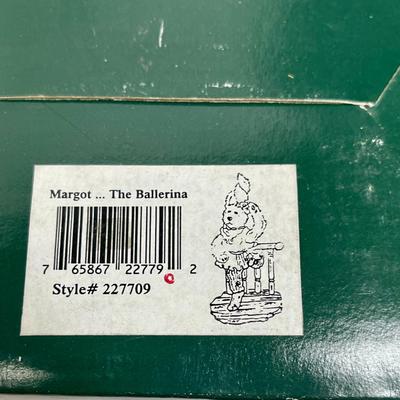 Margot ... The Ballerina
7 65867 22779 2
Style# 227709